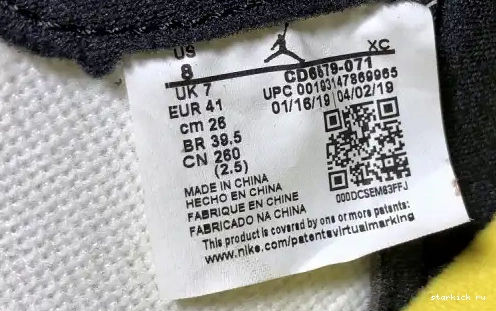 US
8
UK 7
EUR 41
cm 26
BR 39.5
CN 260
(2.5)
XC
CD6679-071
UPC 00193147869965
01/16/19 04/02/19
000DCSEM63FFJ
MADE IN CHINA
HECHO EN CHINA
FABRIQUE EN CHINE
FABRICADO NA CHINA
This product is covered by one or more patents:
www.nike.com/patentsvirtualmarking
starkick ru